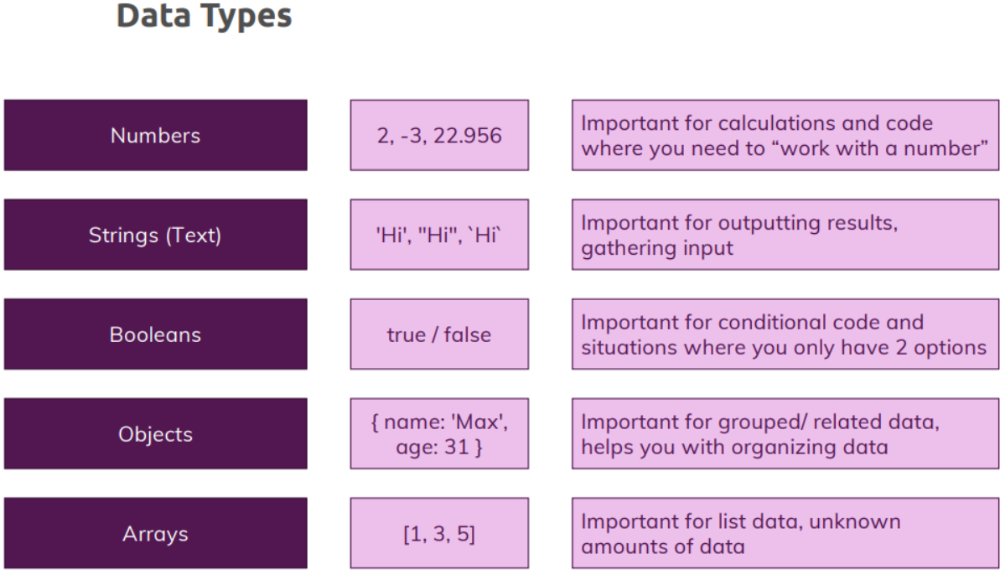 Data Types
Numbers
2, -3, 22.956
Important for calculations and code
where you need to “work with a number”
Strings (Text)
'Hi', "Hi", `Hi`
Important for outputting results,
gathering input
Booleans
true / false
Important for conditional code and
situations where you only have 2 options
Objects
{ name: 'Max',
age: 31 }
Important for grouped/ related data,
helps you with organizing data
Arrays
[1, 3, 5]
Important for list data, unknown
amounts of data